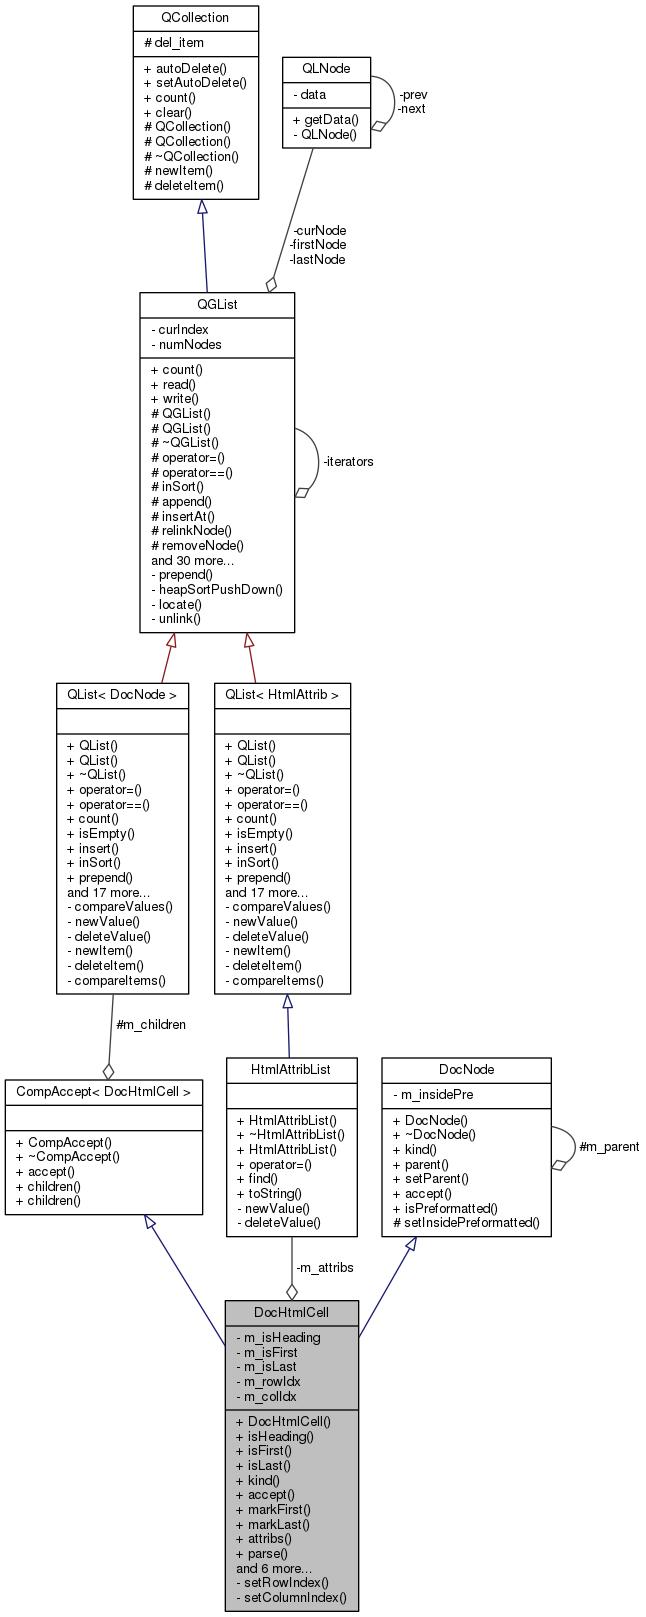 QCollection
# del_item
+ autoDelete()
+ setAutoDelete()
+ count()
+ clear()
# QCollection()
# QCollection()
# ~QCollection()
# newItem()
# deleteItem()
QLNode
- data
+ getData()
- QLNode()
-prev
-next
-curNode
-firstNode
-lastNode
QGList
- curIndex
- numNodes
+ count()
+ read()
+ write()
# QGList()
# QGList()
# ~QGList()
# operator=()
# operator==()
# inSort()
# append()
# insertAt()
# relinkNode()
# removeNode()
and 30 more...
- prepend()
- heapSortPushDown()
- locate()
- unlink()
-iterators
QList< DocNode >
+ QList()
+ QList()
+ ~QList()
+ operator=()
+ operator==()
+ count()
+ isEmpty()
+ insert()
+ inSort()
+ prepend()
and 17 more...
- compareValues()
- newValue()
- deleteValue()
- newItem()
- deleteItem()
- compareItems()
QList< HtmlAttrib >
+ QList()
+ QList()
+ ~QList()
+ operator=()
+ operator==()
+ count()
+ isEmpty()
+ insert()
+ inSort()
+ prepend()
and 17 more...
- compareValues()
- newValue()
- deleteValue()
- newItem()
- deleteItem()
- compareItems()
#m_children
CompAccept< DocHtmlCell >
+ CompAccept()
+ ~CompAccept()
+ accept()
+ children()
+ children()
HtmlAttribList
+ HtmlAttribList()
+ ~HtmlAttribList()
+ HtmlAttribList()
+ operator=()
+ find()
+ toString()
- newValue()
- deleteValue()
DocNode
- m_insidePre
+ DocNode()
+ ~DocNode()
+ kind()
+ parent()
+ setParent()
+ accept()
+ isPreformatted()
# setInsidePreformatted()
#m_parent
-m_attribs
DocHtmlCell
- m_isHeading
- m_isFirst
- m_isLast
- m_rowIdx
- m_colIdx
+ DocHtmlCell()
+ isHeading()
+ isFirst()
+ isLast()
+ kind()
+ accept()
+ markFirst()
+ markLast()
+ attribs()
+ parse()
and 6 more...
- setRowIndex()
- setColumnIndex()